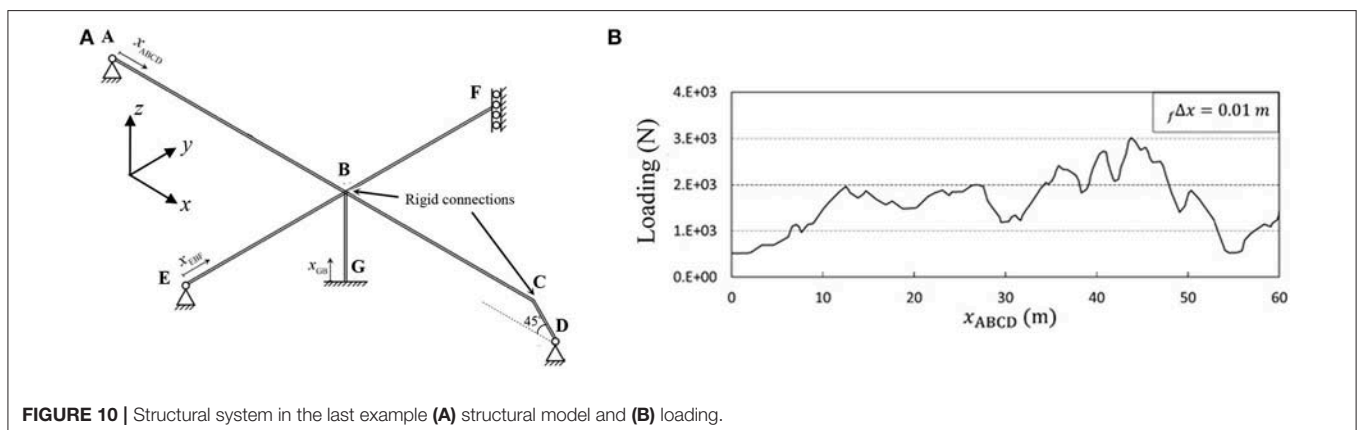 A
A
x_ABCD
z
y
x
B
F
Rigid connections
E
x_EBF
x_GB
G
C
45°
D
B
4.E+03
3.E+03
2.E+03
1.E+03
0.E+00
Loading (N)
fΔx = 0.01 m
0 10 20 30 40 50 60
x_ABCD (m)
FIGURE 10 | Structural system in the last example (A) structural model and (B) loading.